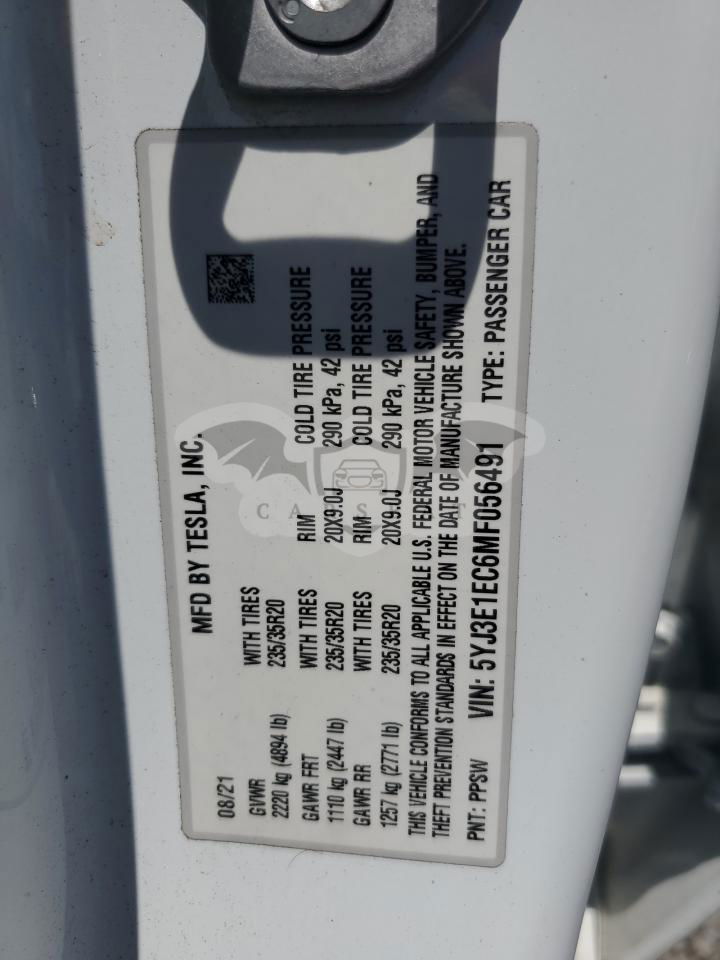 MFD BY TESLA, INC.
08/21
GVWR WITH TIRES
2220 kg (4894 lb) 235/35R20
GAWR FRT WITH TIRES RIM COLD TIRE PRESSURE
1110 kg (2447 lb) 235/35R20 20X9.0J 290 kPa, 42 psi
GAWR RR WITH TIRES RIM COLD TIRE PRESSURE
1257 kg (2771 lb) 235/35R20 20X9.0J 290 kPa, 42 psi
THIS VEHICLE CONFORMS TO ALL APPLICABLE U.S. FEDERAL MOTOR VEHICLE SAFETY, BUMPER, AND
THEFT PREVENTION STANDARDS IN EFFECT ON THE DATE OF MANUFACTURE SHOWN ABOVE.
PNT: PPSW VIN: 5YJ3E1EC6MF056491 TYPE: PASSENGER CAR